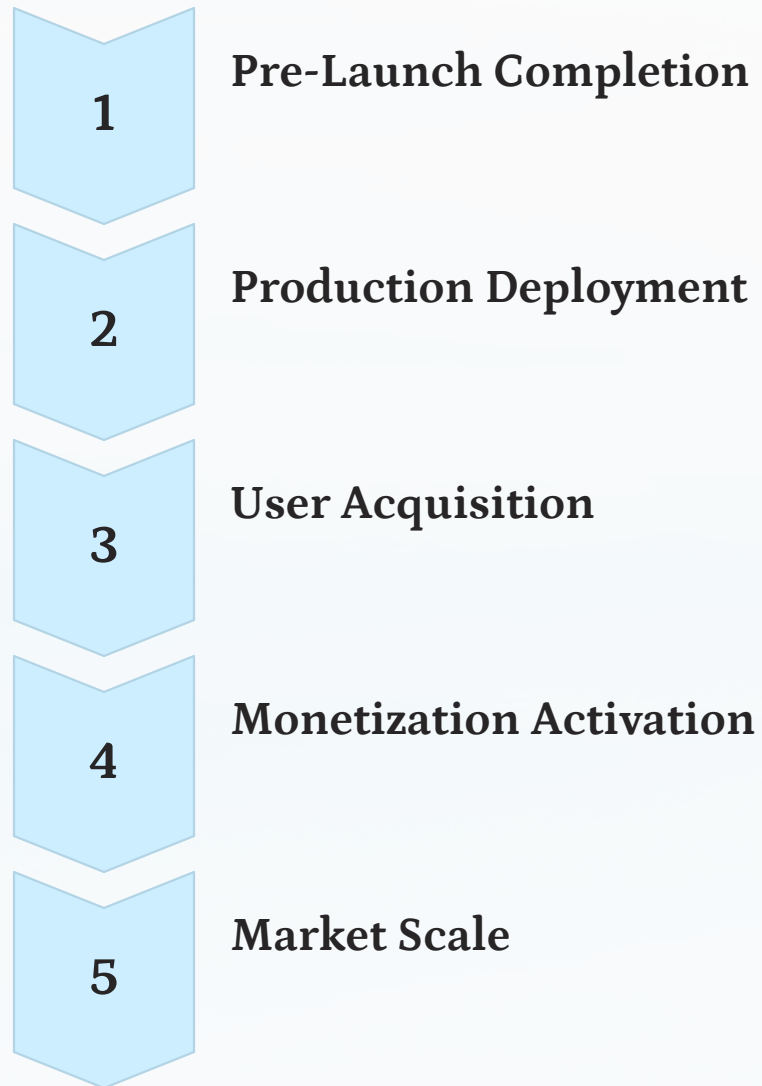 1
Pre-Launch Completion
2
Production Deployment
3
User Acquisition
4
Monetization Activation
5
Market Scale